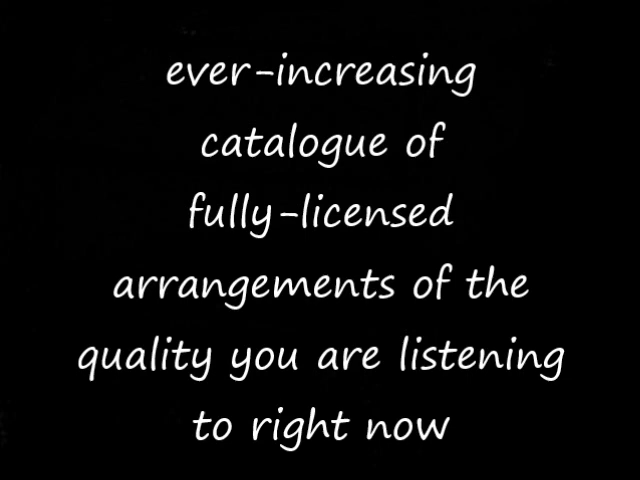 ever-increasing
catalogue of
fully-licensed
arrangements of the
quality you are listening
to right now